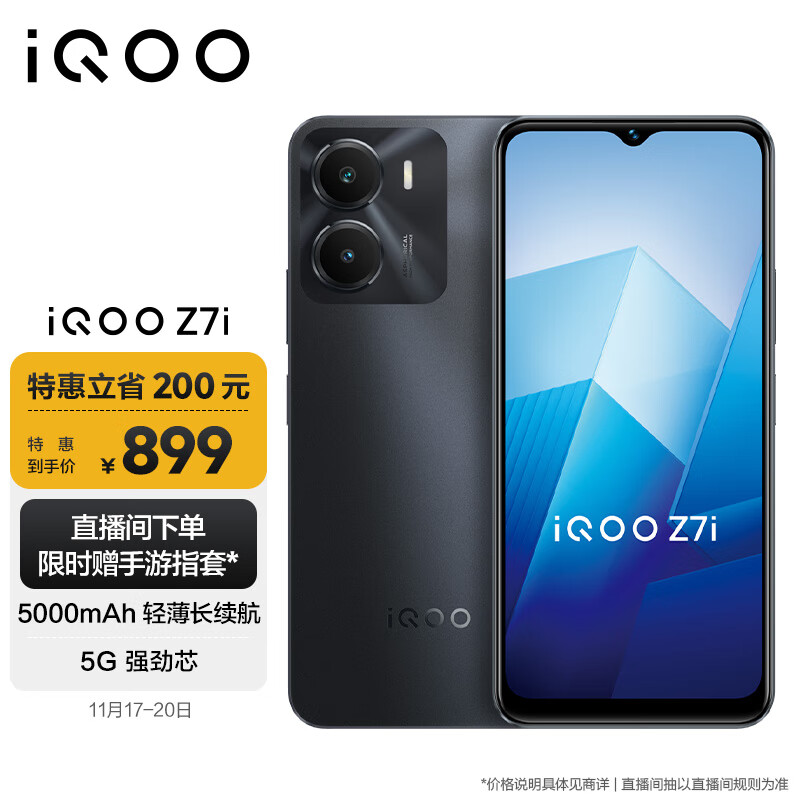 iQOO
iQOO Z7i
特惠立省 200 元
特惠
到手价 ¥ 899
直播间下单
限时赠手游指套*
5000mAh 轻薄长续航
5G 强劲芯
11月17-20日
iQOO
iQOO Z7i
*价格说明具体见商详 | 直播间抽以直播间规则为准